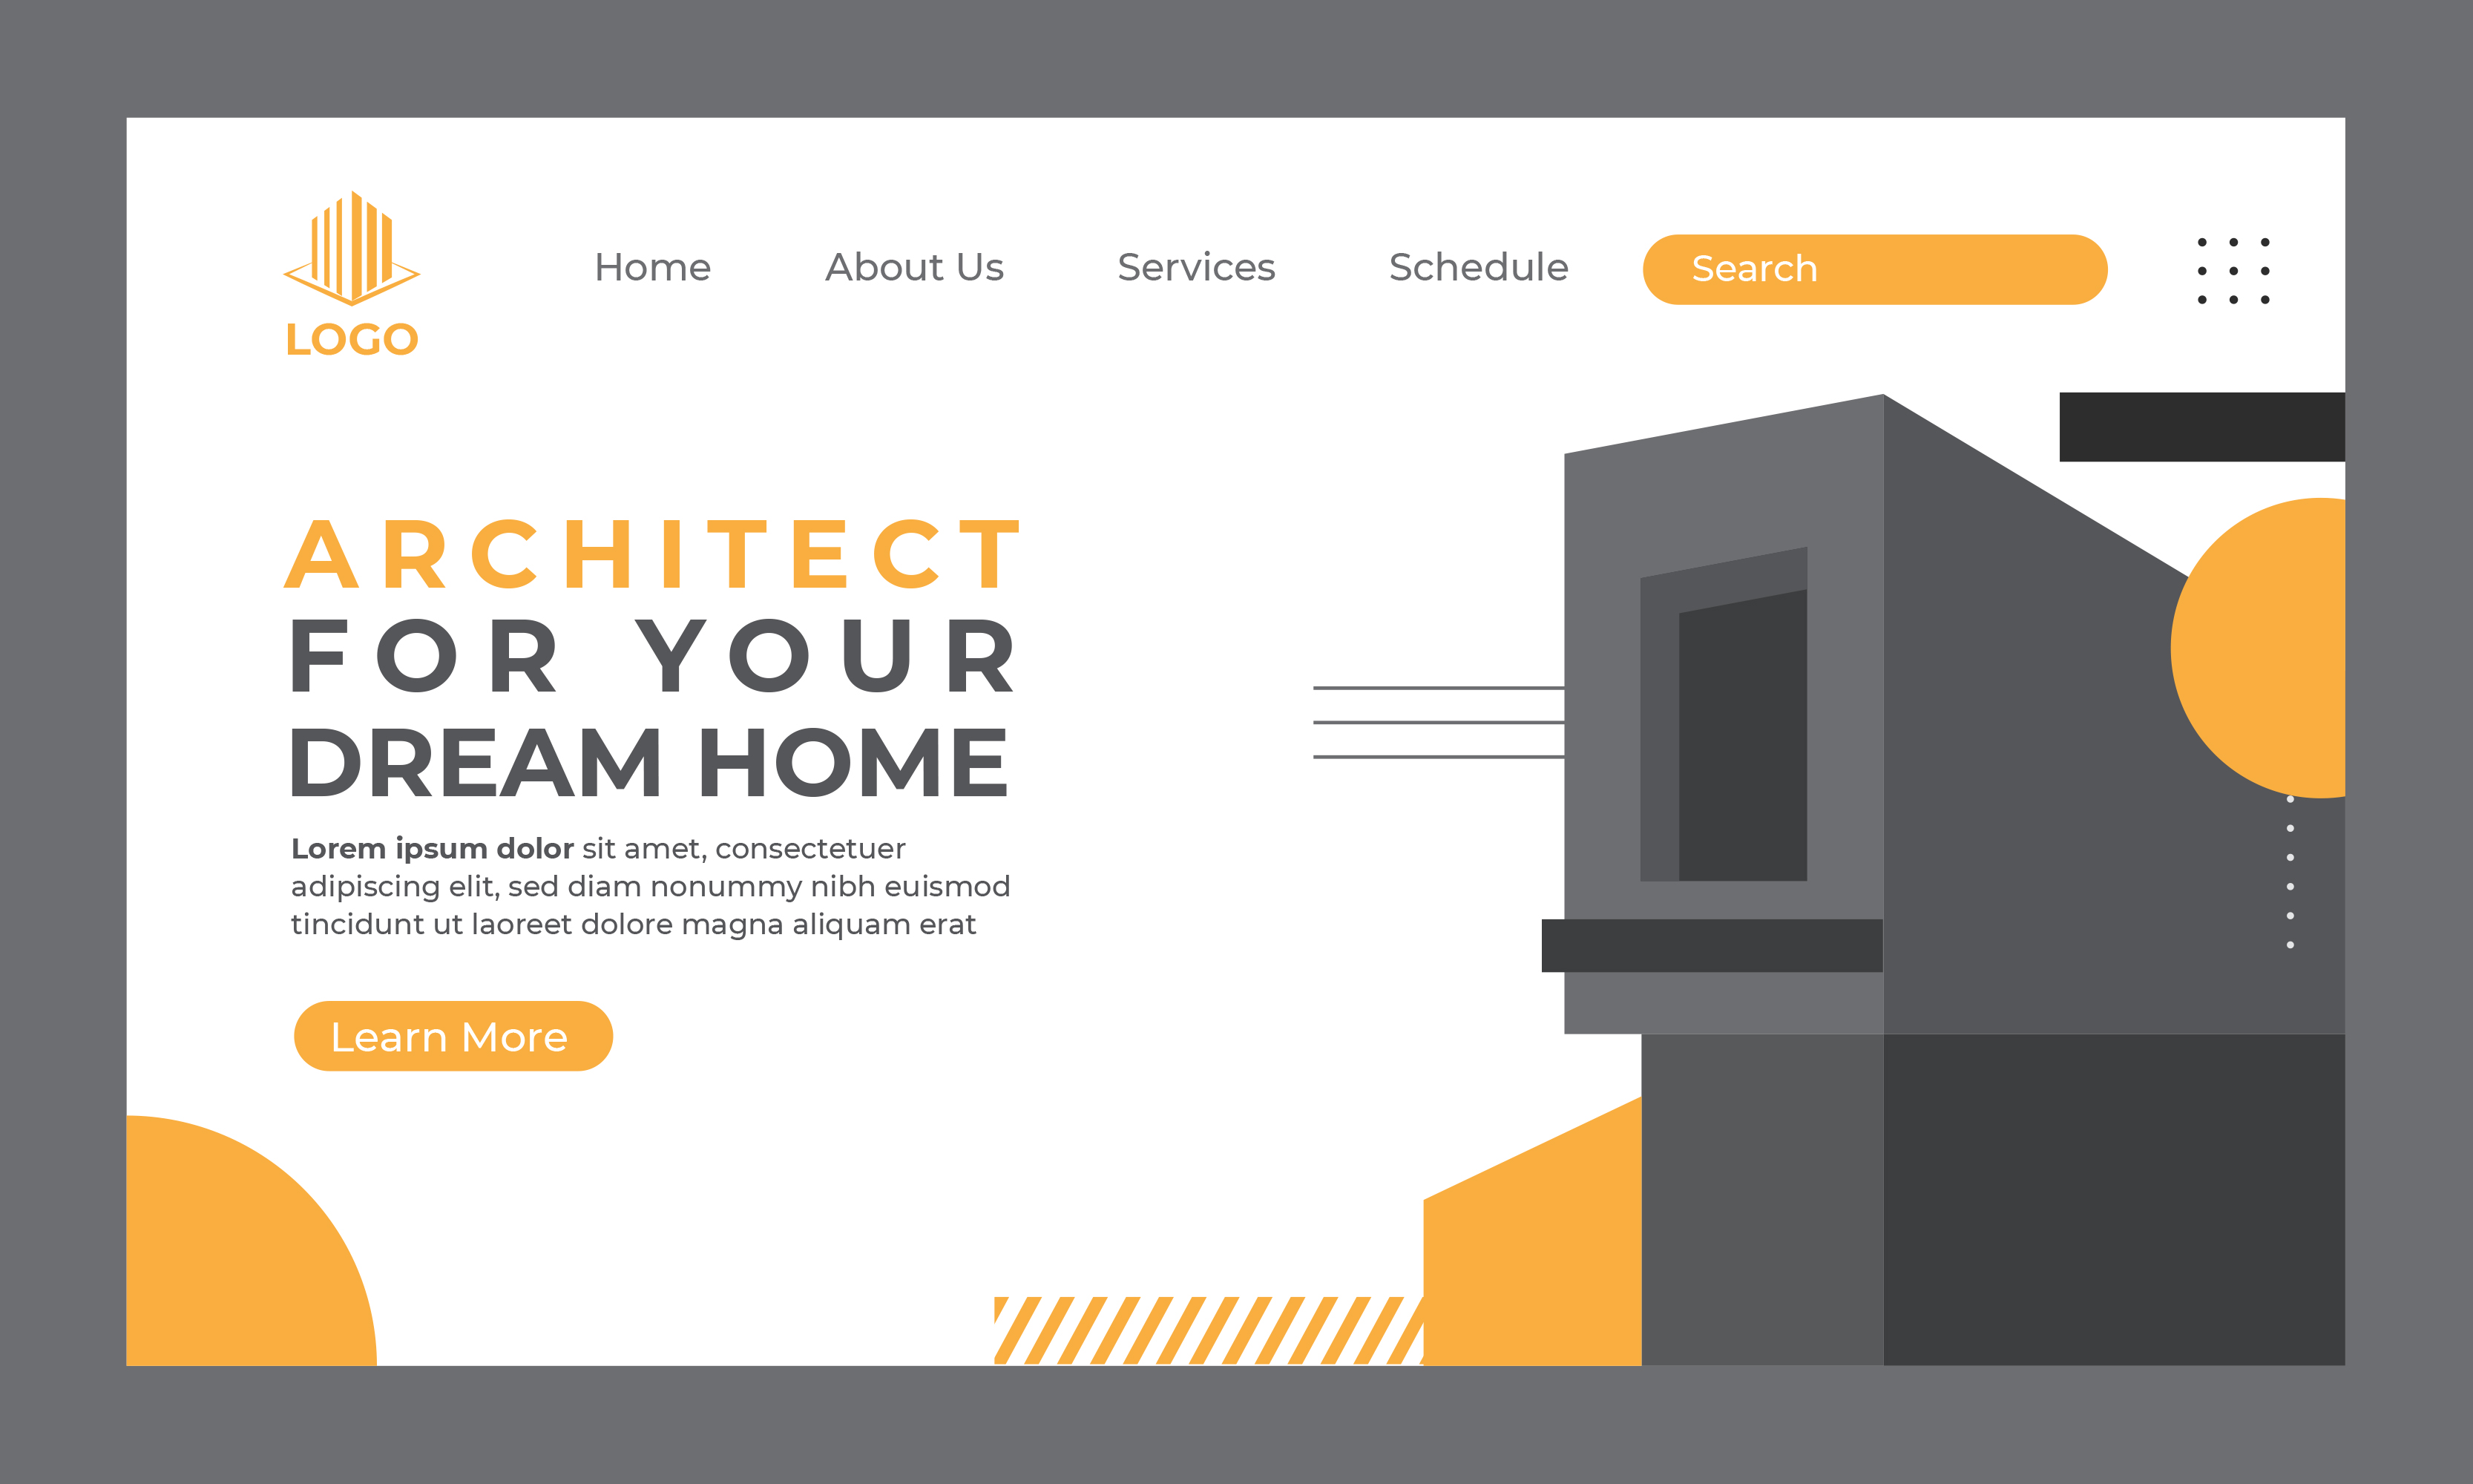 LOGO
Home About Us Services Schedule Search
ARCHITECT
FOR YOUR
DREAM HOME
Lorem ipsum dolor sit amet, consectetuer
adipiscing elit, sed diam nonummy nibh euismod
tincidunt ut laoreet dolore magna aliquam erat
Learn More